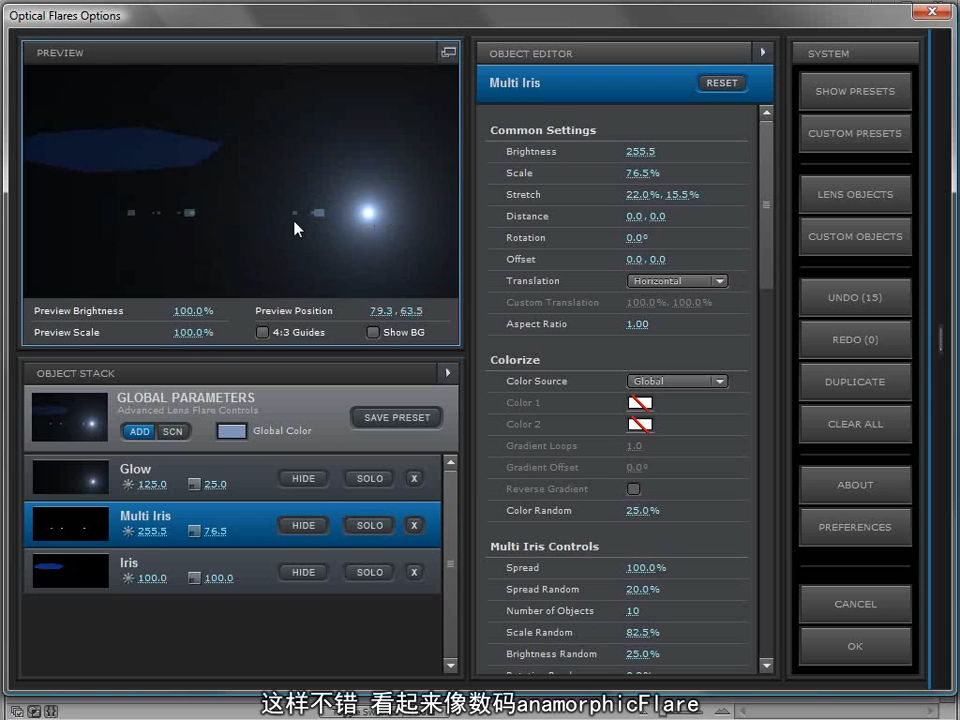 Optical Flares Options
PREVIEW
Preview Brightness 100.0% Preview Position 79.3, 63.5
Preview Scale 100.0% 4:3 Guides Show BG
OBJECT STACK
GLOBAL PARAMETERS
Advanced Lens Flare Controls
SAVE PRESET
ADD SCN Global Color
Glow
125.0 25.0 HIDE SOLO X
Multi Iris
255.5 76.5 HIDE SOLO X
Iris
100.0 100.0 HIDE SOLO X
OBJECT EDITOR
Multi Iris RESET
Common Settings
Brightness 255.5
Scale 76.5%
Stretch 22.0%, 15.5%
Distance 0.0, 0.0
Rotation 0.0°
Offset 0.0, 0.0
Translation Horizontal
Custom Translation 100.0%, 100.0%
Aspect Ratio 1.00
Colorize
Color Source Global
Color 1
Color 2
Gradient Loops 1.0
Gradient Offset 0.0°
Reverse Gradient
Color Random 25.0%
Multi Iris Controls
Spread 100.0%
Spread Random 20.0%
Number of Objects 10
Scale Random 82.5%
Brightness Random 25.0%
SYSTEM
SHOW PRESETS
CUSTOM PRESETS
LENS OBJECTS
CUSTOM OBJECTS
UNDO (15)
REDO (0)
DUPLICATE
CLEAR ALL
ABOUT
PREFERENCES
CANCEL
OK
这样不错 看起来像数码anamorphicFlare